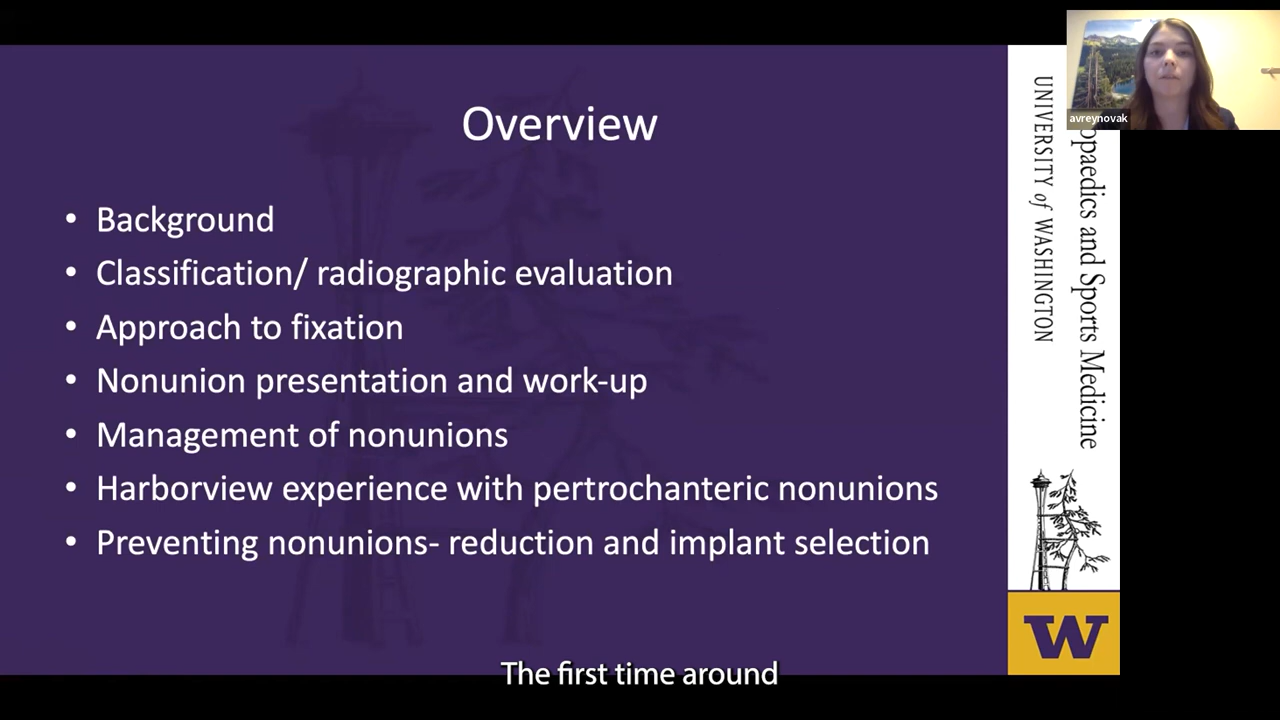 Overview
• Background
• Classification/ radiographic evaluation
• Approach to fixation
• Nonunion presentation and work-up
• Management of nonunions
• Harborview experience with pertrochanteric nonunions
• Preventing nonunions- reduction and implant selection
The first time around
avreynovak
opaedics and Sports Medicine
UNIVERSITY of WASHINGTON
W